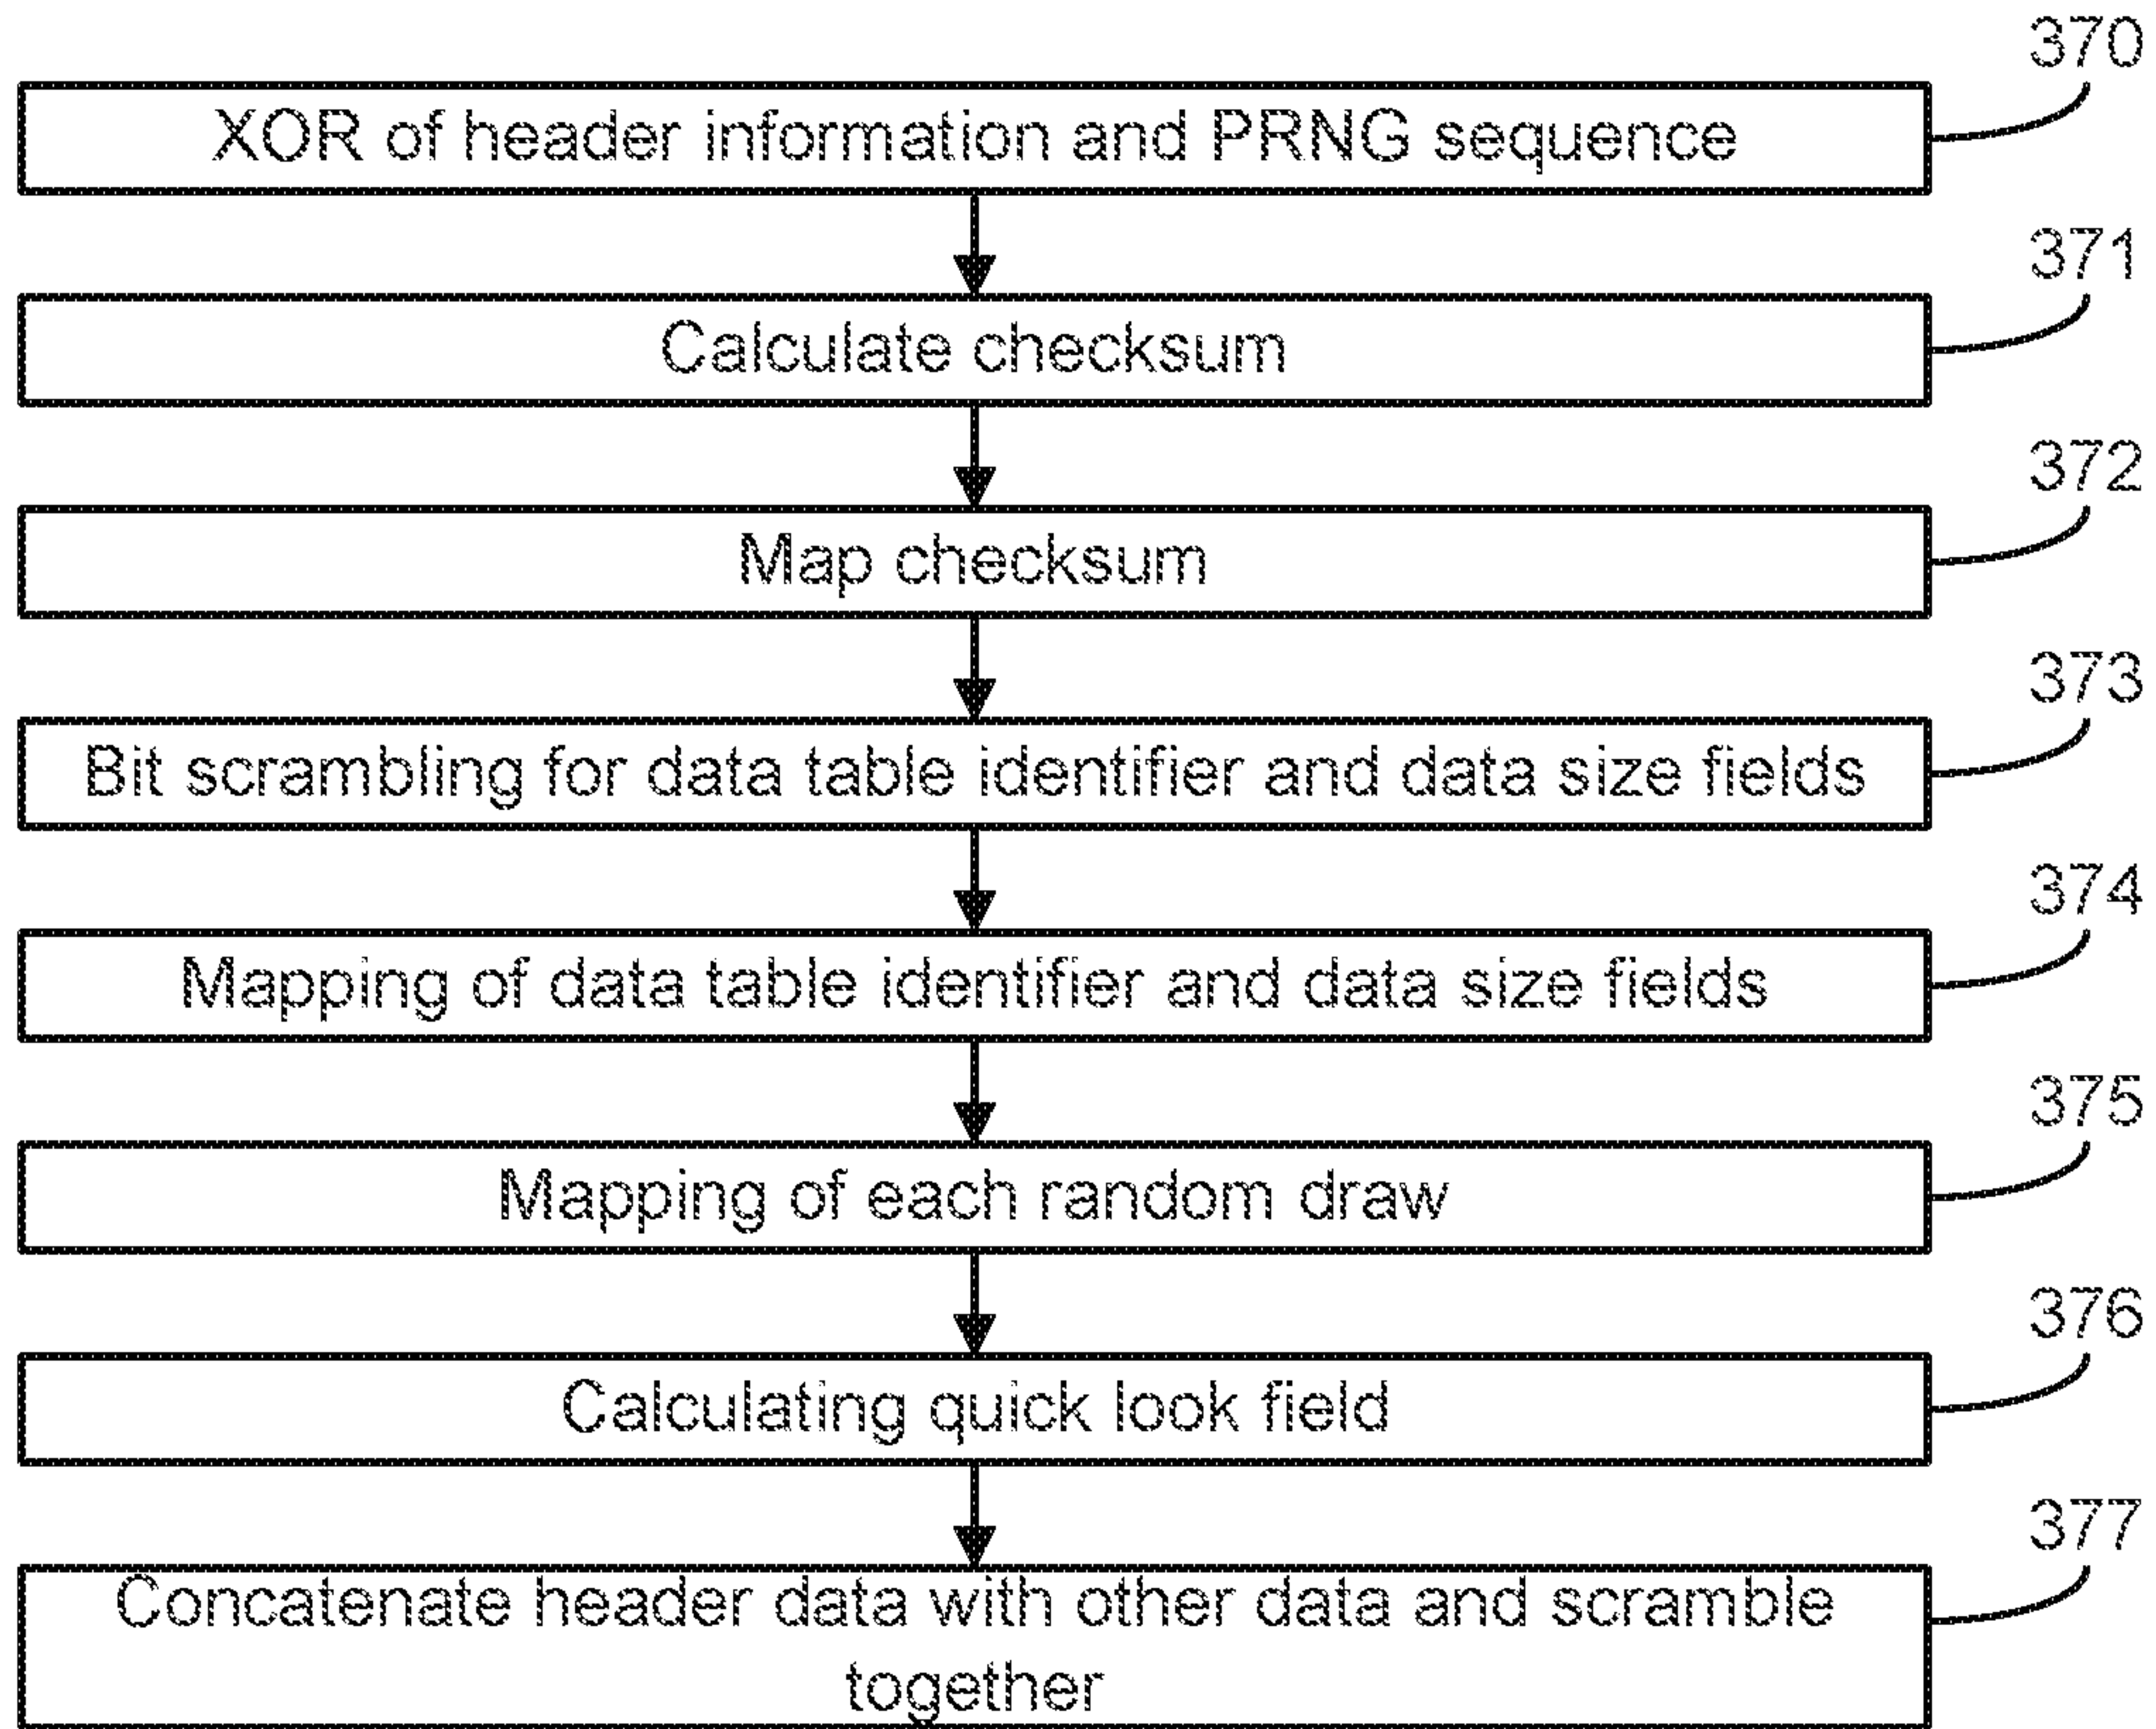 370
XOR of header information and PRNG sequence
371
Calculate checksum
372
Map checksum
373
Bit scrambling for data table identifier and data size fields
374
Mapping of data table identifier and data size fields
375
Mapping of each random draw
376
Calculating quick look field
377
Concatenate header data with other data and scramble
together